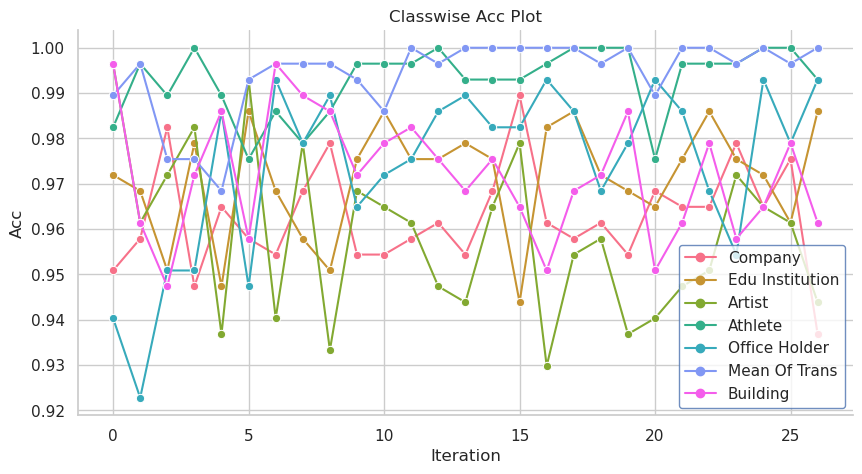 Classwise Acc Plot
1.00
0.99
0.98
0.97
0.96
0.95
0.94
0.93
0.92
Acc
0 5 10 15 20 25
Iteration
Company
Edu Institution
Artist
Athlete
Office Holder
Mean Of Trans
Building